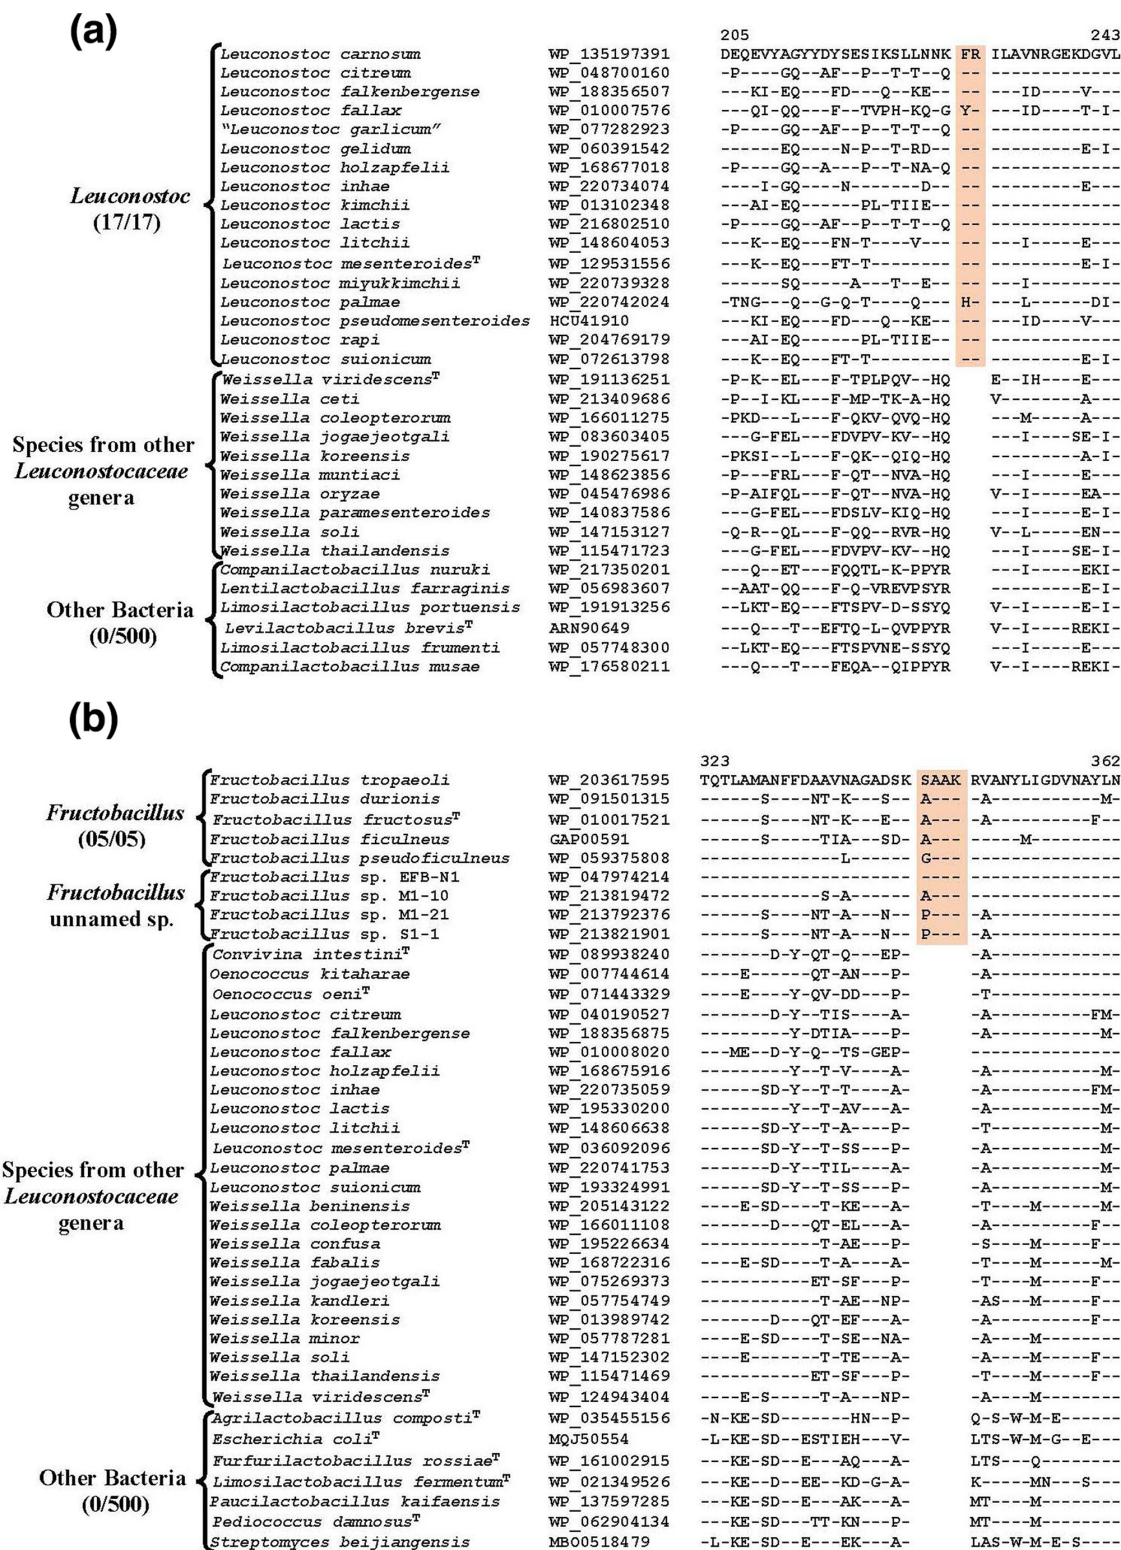 (a)
205 243
Leuconostoc carnosum WP_135197391 DEQEVYAGYYDYSESIKSLLNNK FR ILAVNRGEKDGVL
Leuconostoc citreum WP_048700160 -P----GQ--AF--P--T-T--Q -- -------------
Leuconostoc falkenbergense WP_188356507 ---KI-EQ---FD---Q--KE-- -- ---ID----V---
Leuconostoc fallax WP_010007576 ---QI-QQ---F--TVPH-KQ-G Y- ---ID----T-I-
“Leuconostoc garlicum” WP_077282923 -P----GQ--AF--P--T-T--Q -- -------------
Leuconostoc gelidum WP_060391542 ------EQ----N-P--T-RD-- -- ---------E-I-
Leuconostoc holzapfelii WP_168677018 -P----GQ--A---P--T-NA-Q -- -------------
Leuconostoc inhae WP_220734074 ----I-GQ----N-------D-- -- ---------E---
Leuconostoc kimchii WP_013102348 ---AI-EQ------PL-TIIE-- -- -------------
Leuconostoc lactis WP_216802510 -P----GQ--AF--P--T-T--Q -- -------------
Leuconostoc litchii WP_148604053 ---K--EQ---FN-T----V--- -- ---I-----E---
Leuconostoc mesenteroidesT WP_129531556 ---K--EQ---FT-T-------- -- ---------E-I-
Leuconostoc miyukkimchii WP_220739328 ------SQ-----A---T--E-- -- ---I---------
Leuconostoc palmae WP_220742024 -TNG---Q--G-Q-T----Q--- H- ---L------DI-
Leuconostoc pseudomesenteroides HCU41910 ---KI-EQ---FD---Q--KE-- -- ---ID----V---
Leuconostoc rapi WP_204769179 ---AI-EQ------PL-TIIE-- -- -------------
Leuconostoc suionicum WP_072613798 ---K--EQ---FT-T-------- -- ---------E-I-
Leuconostoc
(17/17)
Weissella viridescensT WP_191136251 -P-K--EL---F-TPLPQV--HQ E--IH----E---
Weissella ceti WP_213409686 -P--I-KL---F-MP-TK-A-HQ V--------A---
Weissella coleopterorum WP_166011275 -PKD---L---F-QKV-QVQ-HQ ---M-----A---
Weissella jogaejeotgali WP_083603405 ---G-FEL---FDVPV-KV--HQ ---I----SE-I-
Weissella koreensis WP_190275617 -PKSI--L---F-QK--QIQ-HQ ---------A-I-
Weissella muntiaci WP_148623856 -P---FRL---F-QT--NVA-HQ ---I-----E---
Weissella oryzae WP_045476986 -P-AIFQL---F-QT--NVA-HQ V--I-----EA--
Weissella paramesenteroides WP_140837586 ---G-FEL---FDSLV-KIQ-HQ ---I-----E-I-
Weissella soli WP_147153127 -Q-R--QL---F-QQ--RVR-HQ V--L-----EN--
Weissella thailandensis WP_115471723 ---G-FEL---FDVPV-KV--HQ ---I----SE-I-
Species from other
Leuconostocaceae
genera
Companilactobacillus nuruki WP_217350201 ---Q--ET---FQQTL-K-PPYR ---I-----EKI-
Lentilactobacillus farraginis WP_056983607 --AAT-QQ---F--Q-VREVPSYR ---------E-I-
Limosilactobacillus portuensis WP_191913256 --LKT-EQ---FTSPV-D-SSYQ V--I-----E-I-
Levilactobacillus brevisT ARN90649 ---Q---T--EFTQ-L-QVPPYR V--I----REKI-
Limosilactobacillus frumenti WP_057748300 --LKT-EQ---FTSPVNE-SSYQ ---I-----E-I-
Companilactobacillus musae WP_176580211 ---Q---T---FEQA--QIPPYR V--I----REKI-
Other Bacteria
(0/500)
(b)
323 362
Fructobacillus tropaeoli WP_203617595 TQTLAMANFFDAAVNAGADSK SAAK RVANYLIGDVNAYLN
Fructobacillus durionis WP_091501315 ------S----NT-K---S-- A--- -A-----------M-
Fructobacillus fructosusT WP_010017521 ------S----NT-K---E-- A--- -A----------F--
Fructobacillus ficulneus GAP00591 ------S-----TIA---SD- A--- -----M---------
Fructobacillus pseudoficulneus WP_059375808 --------------L------ G--- ---------------
Fructobacillus
(05/05)
Fructobacillus sp. EFB-N1 WP_047974214 --------------------- ---- ---------------
Fructobacillus sp. M1-10 WP_213819472 ------------S-A------ A--- ---------------
Fructobacillus sp. M1-21 WP_213792376 ------S----NT-A---N-- P--- -A-------------
Fructobacillus sp. S1-1 WP_213821901 ------S----NT-A---N-- P--- -A-------------
Fructobacillus
unnamed sp.
Convivina intestiniT WP_089938240 -------D-Y-QT-Q---EP- -A-------------
Oenococcus kitaharae WP_007744614 ----E------QT-AN--P- -A-------------
Oenococcus oeniT WP_071443329 ----E----Y-QV-DD---P- -T-------------
Leuconostoc citreum WP_040190527 -------D-Y--TIS----A- -A----------FM-
Leuconostoc falkenbergense WP_188356875 ---------Y-DTIA----P- -A-----------M-
Leuconostoc fallax WP_010008020 ---ME--D-Y-Q--TS-GEP- ---------------
Leuconostoc holzapfelii WP_168675916 ---------Y--T-V----A- -A-----------M-
Leuconostoc inhae WP_220735059 ------SD-Y--T-T----A- -A----------FM-
Leuconostoc lactis WP_195330200 ---------Y--T-AV---A- -A-----------M-
Leuconostoc litchii WP_148606638 ------SD-Y--T-A----P- -T-----------M-
Leuconostoc mesenteroidesT WP_036092096 ------SD-Y--T-SS---P- -A-----------M-
Leuconostoc palmae WP_220741753 -------D-Y--TIL----P- -A-----------M-
Leuconostoc suionicum WP_193324991 ------SD-Y--T-SS---P- -A-----------M-
Weissella beninensis WP_205143122 ----E-SD----T-KE---A- -T----M------M-
Weissella coleopterorum WP_166011108 -------D---QT-EL---A- -A----------F--
Weissella confusa WP_195226634 ------------T-AE---P- -S----M-----F--
Weissella fabalis WP_168722316 ----E-SD----T-A----A- -T----M------M-
Weissella jogaejeotgali WP_075269373 -----------ET-SF---P- -T----M-----F--
Weissella kandleri WP_057754749 ------------T-AE--NP- -AS---M-----F--
Weissella koreensis WP_013989742 -------D---QT-EF---A- -A----------F--
Weissella minor WP_057787281 ----E-SD----T-SE--NA- -A----M--------
Weissella soli WP_147152302 ----E-------T-TE---A- -A----M-----F--
Weissella thailandensis WP_115471469 -----------ET-SF---P- -T----M-----F--
Weissella viridescensT WP_124943404 ----E-S-----T-A---NP- -A----M--------
Species from other
Leuconostocaceae
genera
Agrilactobacillus compostiT WP_035455156 -N-KE-SD-------HN--P- Q-S-W-M-E------
Escherichia coliT MQJ50554 -L-KE-SD--ESTIEH---V- LTS-W-M-G--E---
Furfurilactobacillus rossiaeT WP_161002915 ---KE-SD--E---AQ---A- LTS---Q--------
Limosilactobacillus fermentumT WP_021349526 ---KE--D--EE--KD-G-A- K-----MN---S---
Paucilactobacillus kaifaensis WP_137597285 ---KE-SD--E---AK---A- MT----M--------
Pediococcus damnosusT WP_062904134 ---KE-SD---TT-KN---P- MT----M--------
Streptomyces beijiangensis MBO0518479 -L-KE-SD--E---EK---A- LAS-W-M-E-S----
Other Bacteria
(0/500)